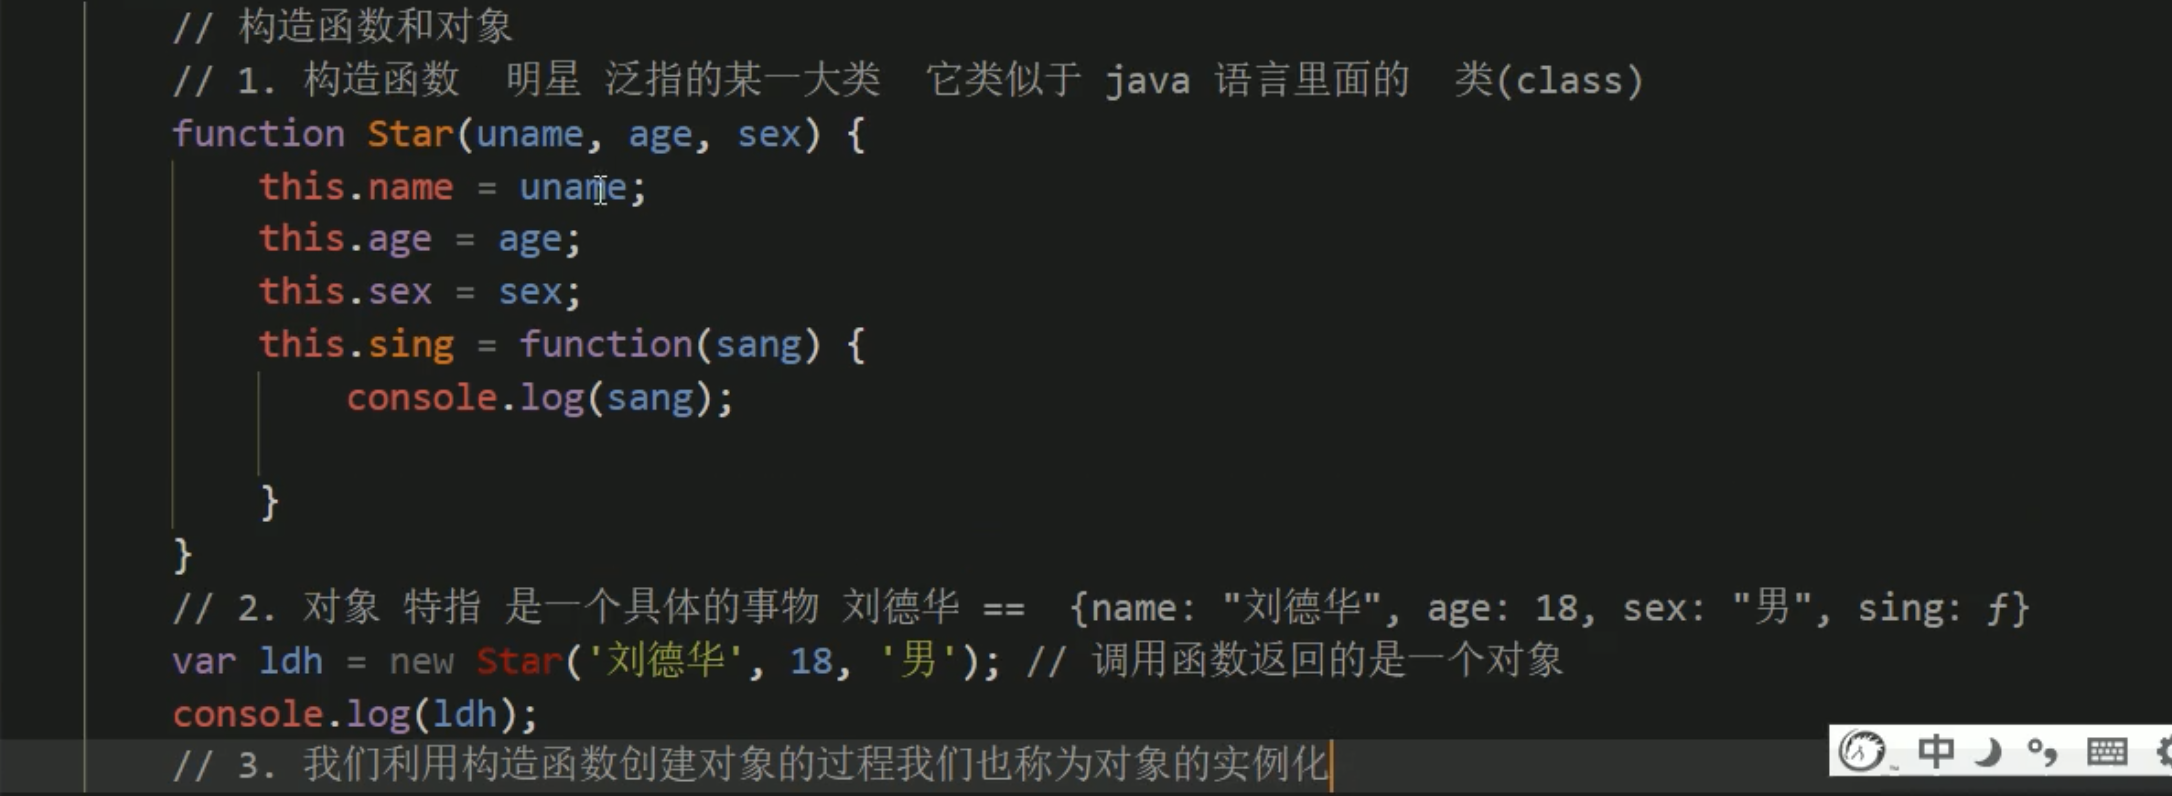 // 构造函数和对象
// 1. 构造函数  明星 泛指的某一大类  它类似于 java 语言里面的  类(class)
function Star(uname, age, sex) {
    this.name = uname;
    this.age = age;
    this.sex = sex;
    this.sing = function(sang) {
        console.log(sang);
    }
}
// 2. 对象 特指 是一个具体的事物 刘德华 ==  {name: "刘德华", age: 18, sex: "男", sing: ƒ}
var ldh = new Star('刘德华', 18, '男'); // 调用函数返回的是一个对象
console.log(ldh);
// 3. 我们利用构造函数创建对象的过程我们也称为对象的实例化
中